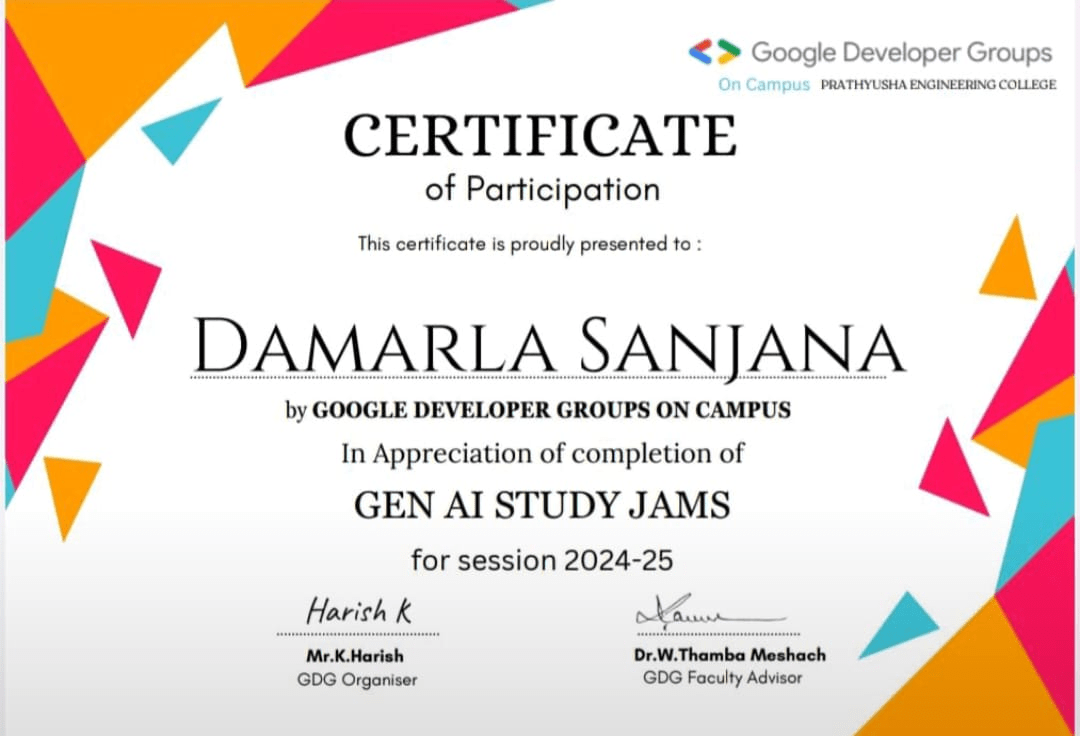 Google Developer Groups
On Campus PRATHYUSHA ENGINEERING COLLEGE
CERTIFICATE
of Participation
This certificate is proudly presented to :
DAMARLA SANJANA
by GOOGLE DEVELOPER GROUPS ON CAMPUS
In Appreciation of completion of
GEN AI STUDY JAMS
for session 2024-25
Harish K
Mr.K.Harish
GDG Organiser
Dr.W.Thamba Meshach
GDG Faculty Advisor